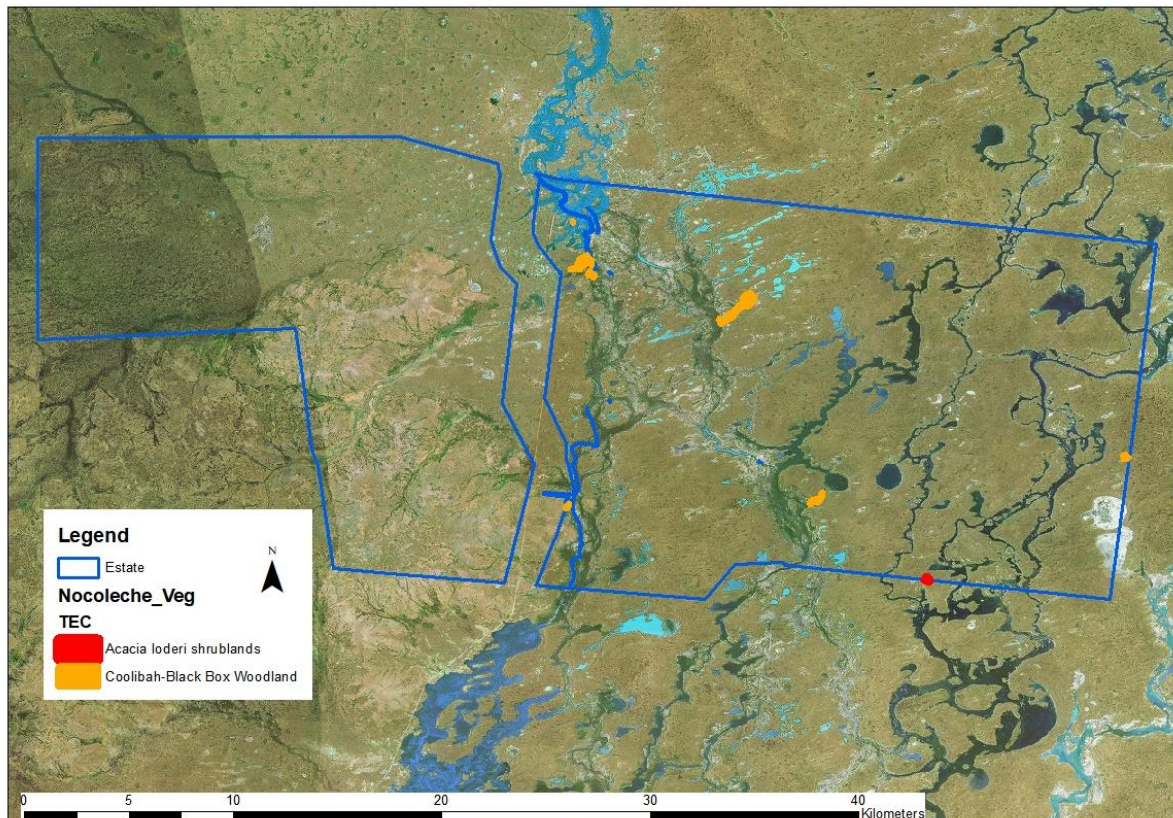 Legend
Estate
N
Nocoleche_Veg
TEC
Acacia loderi shrublands
Coolibah-Black Box Woodland
0 5 10 20 30 40
Kilometers